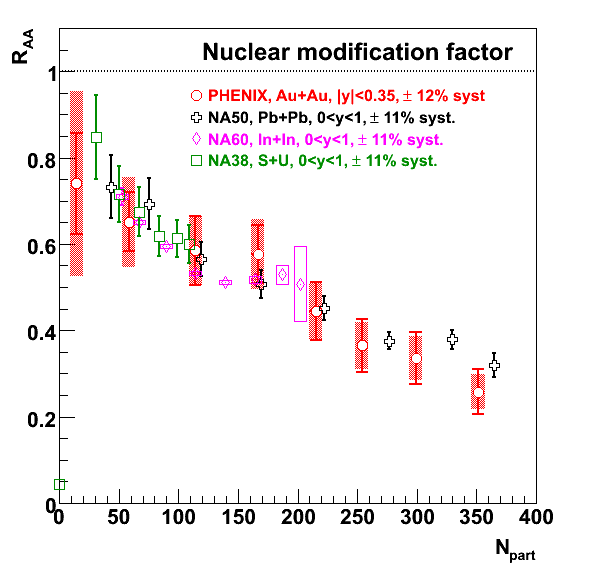 R_AA
Nuclear modification factor
PHENIX, Au+Au, |y|<0.35, ± 12% syst
NA50, Pb+Pb, 0<y<1, ± 11% syst.
NA60, In+In, 0<y<1, ± 11% syst.
NA38, S+U, 0<y<1, ± 11% syst.
1
0.8
0.6
0.4
0.2
0
0 50 100 150 200 250 300 350 400
N_part